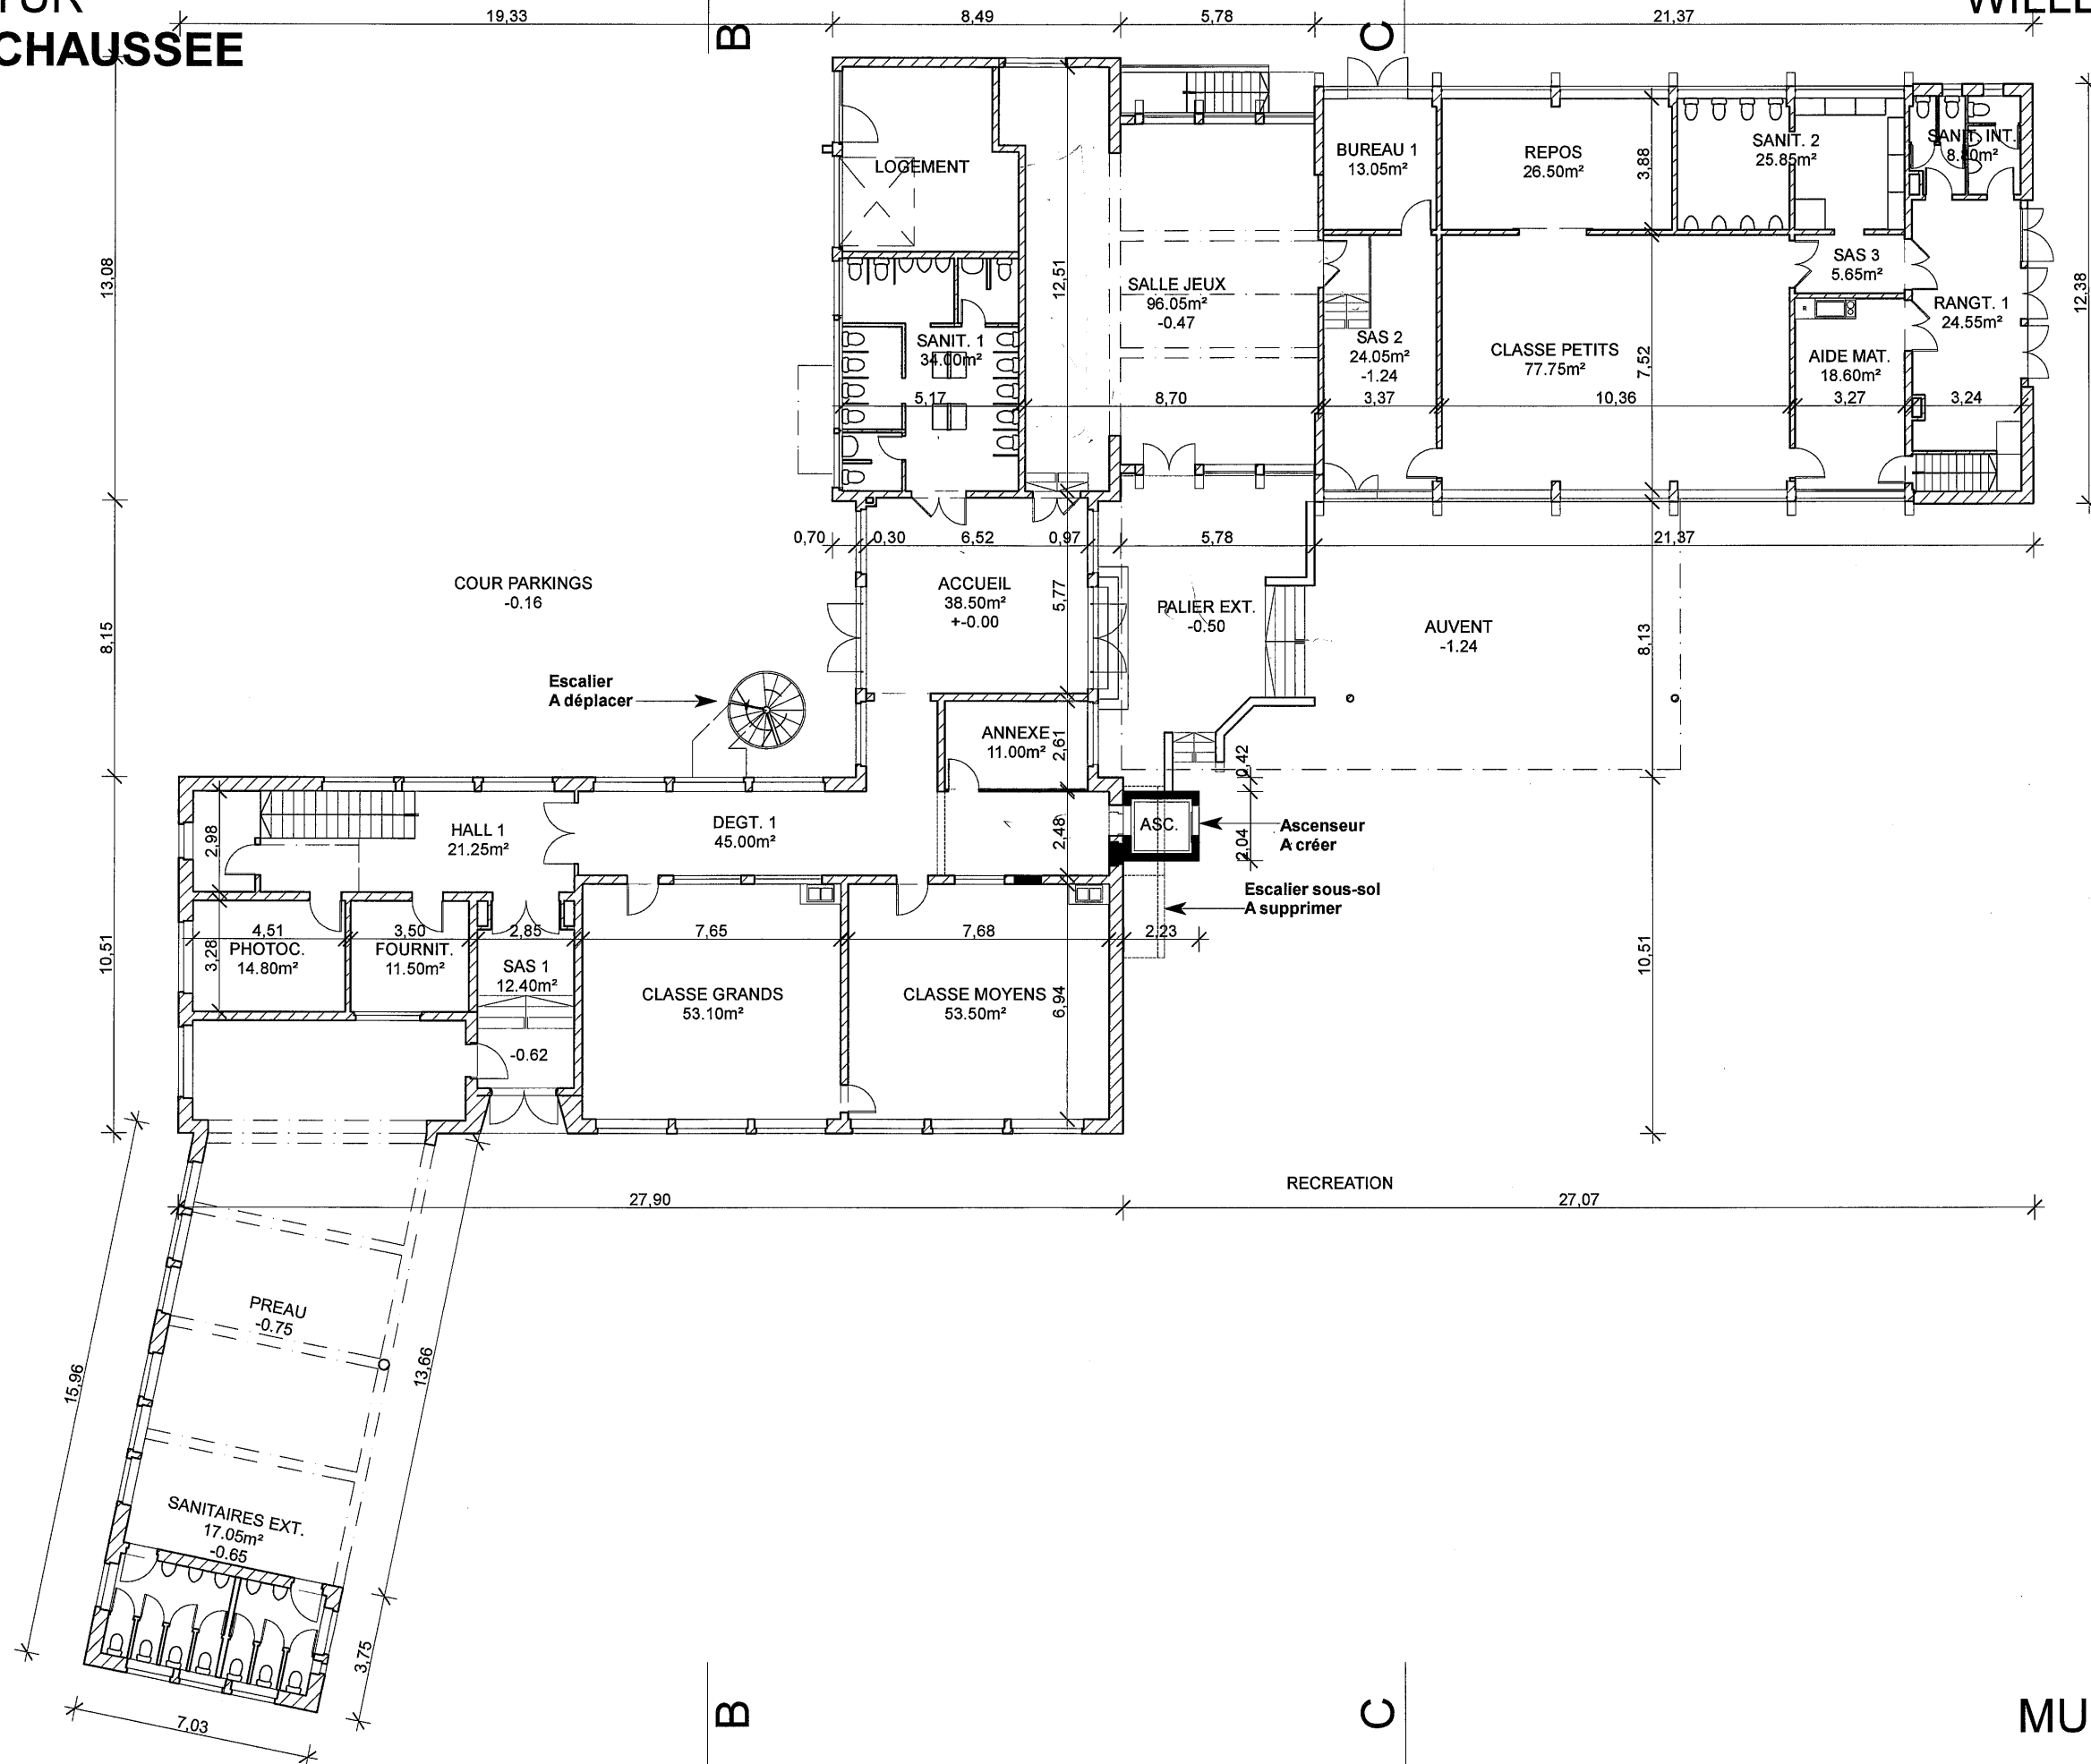 CHAUSSEE
19,33
8,49
5,78
21,37
B
C
13,08
8,15
10,51
12,38
LOGEMENT
12,51
SANIT. 1
34.00m²
5,17
SALLE JEUX
96.05m²
-0.47
8,70
BUREAU 1
13.05m²
REPOS
26.50m²
3,88
SANIT. 2
25.85m²
SANIT. INT.
8.80m²
SAS 3
5.65m²
RANGT. 1
24.55m²
SAS 2
24.05m²
-1.24
3,37
CLASSE PETITS
77.75m²
7,52
10,36
AIDE MAT.
18.60m²
3,27
3,24
0,70
0,30
6,52
0,97
5,78
21,37
COUR PARKINGS
-0.16
ACCUEIL
38.50m²
+-0.00
5,77
PALIER EXT.
-0.50
AUVENT
-1.24
8,13
Escalier
A déplacer
ANNEXE
11.00m²
2,61
0,42
HALL 1
21.25m²
2,98
DEGT. 1
45.00m²
2,48
ASC.
2,04
Ascenseur
A créer
Escalier sous-sol
A supprimer
4,51
3,50
2,85
7,65
7,68
2,23
3,28
PHOTOC.
14.80m²
FOURNIT.
11.50m²
SAS 1
12.40m²
-0.62
CLASSE GRANDS
53.10m²
CLASSE MOYENS
53.50m²
6,94
10,51
RECREATION
27,90
27,07
PREAU
-0.75
15,96
13,66
SANITAIRES EXT.
17.05m²
-0.65
3,75
7,03
B
C
MU